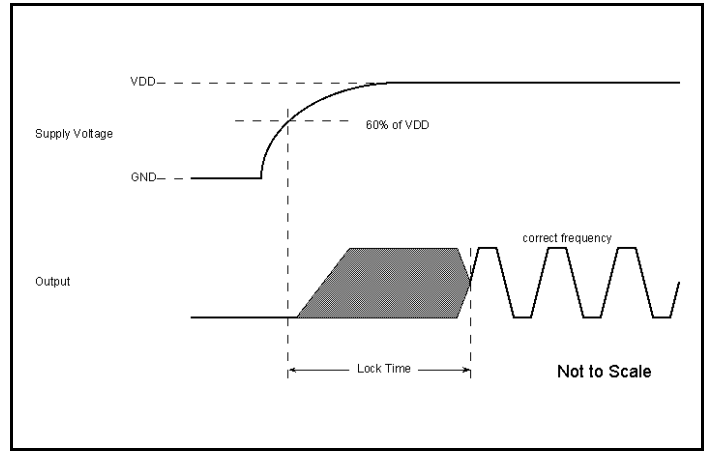 VDD
60% of VDD
Supply Voltage
GND
correct frequency
Output
Lock Time
Not to Scale